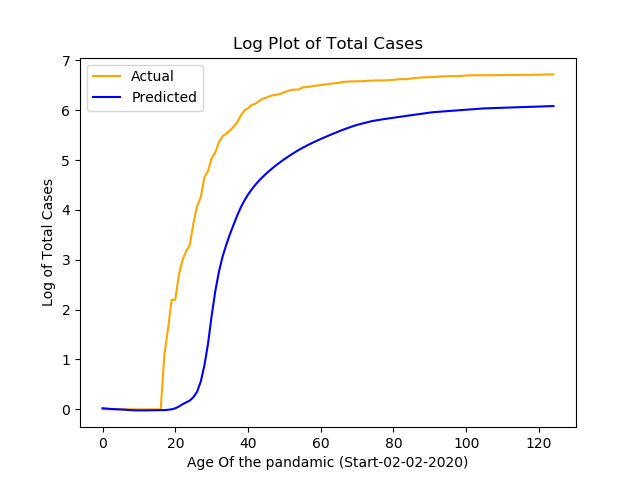 Log Plot of Total Cases
Actual
Predicted
7
6
5
4
3
2
1
0
Log of Total Cases
0 20 40 60 80 100 120
Age Of the pandamic (Start-02-02-2020)